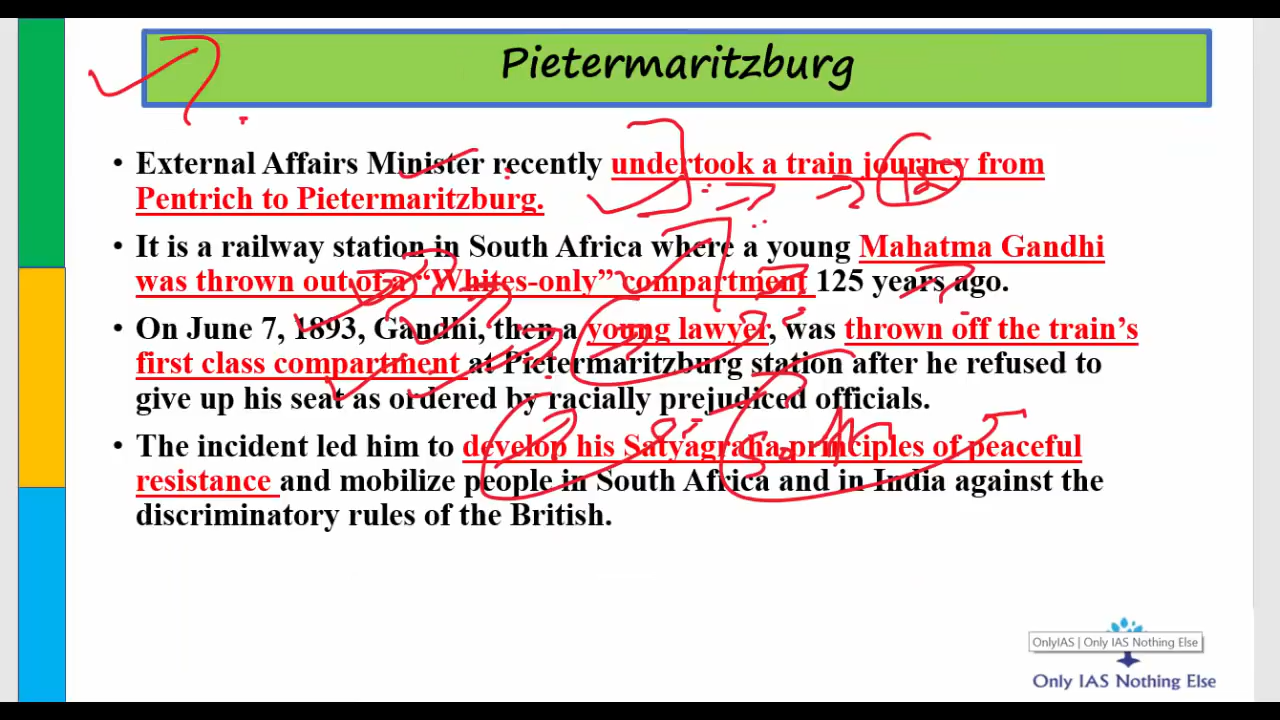 Pietermaritzburg
• External Affairs Minister recently undertook a train journey from
Pentrich to Pietermaritzburg.
• It is a railway station in South Africa where a young Mahatma Gandhi
was thrown out of a “Whites-only” compartment 125 years ago.
• On June 7, 1893, Gandhi, then a young lawyer, was thrown off the train’s
first class compartment at Pietermaritzburg station after he refused to
give up his seat as ordered by racially prejudiced officials.
• The incident led him to develop his Satyagraha principles of peaceful
resistance and mobilize people in South Africa and in India against the
discriminatory rules of the British.
OnlyIAS | Only IAS Nothing Else
Only IAS Nothing Else